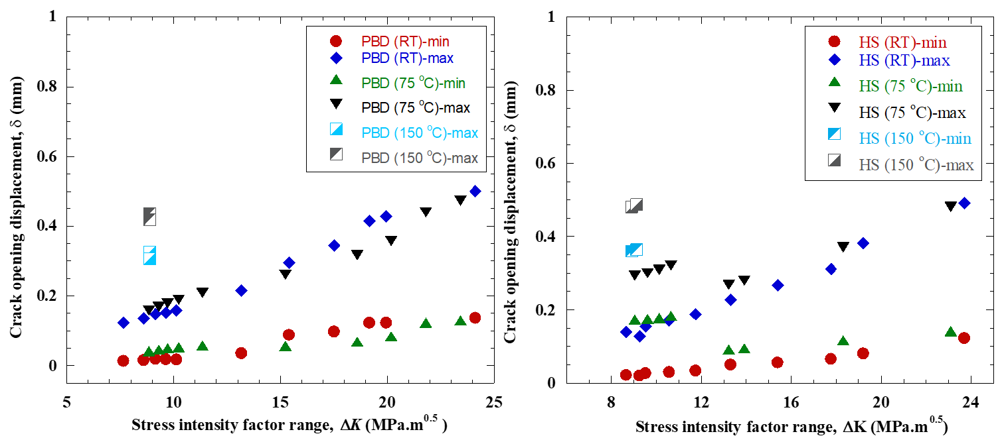 1
0.8
0.6
0.4
0.2
0
Crack opening displacement, δ (mm)
PBD (RT)-min
PBD (RT)-max
PBD (75 °C)-min
PBD (75 °C)-max
PBD (150 °C)-max
PBD (150 °C)-max
5 10 15 20 25
Stress intensity factor range, ΔK (MPa.m^0.5 )
1
0.8
0.6
0.4
0.2
0
Crack opening displacement, δ (mm)
HS (RT)-min
HS (RT)-max
HS (75 °C)-min
HS (75 °C)-max
HS (150 °C)-min
HS (150 °C)-max
8 12 16 20 24
Stress intensity factor range, ΔK (MPa.m^0.5)